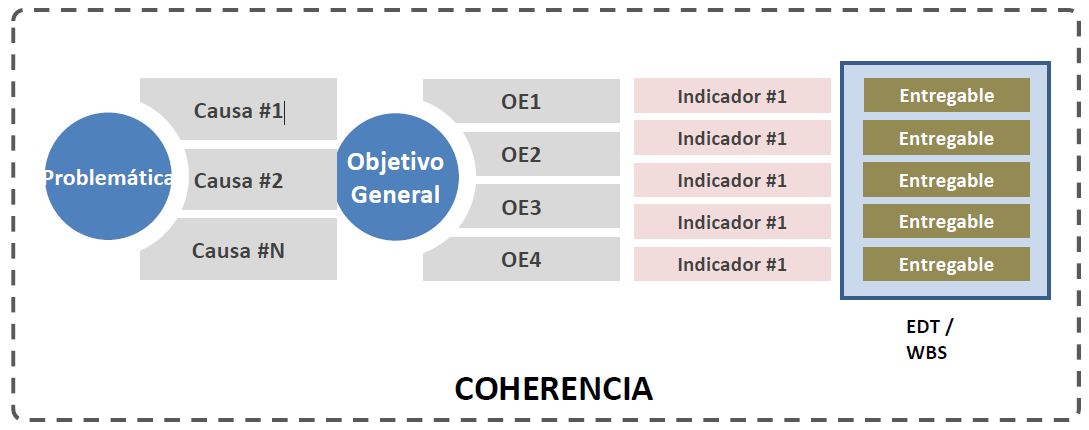 Problemática
Causa #1
Causa #2
Causa #N
Objetivo
General
OE1
OE2
OE3
OE4
Indicador #1
Indicador #1
Indicador #1
Indicador #1
Indicador #1
Entregable
Entregable
Entregable
Entregable
Entregable
EDT /
WBS
COHERENCIA